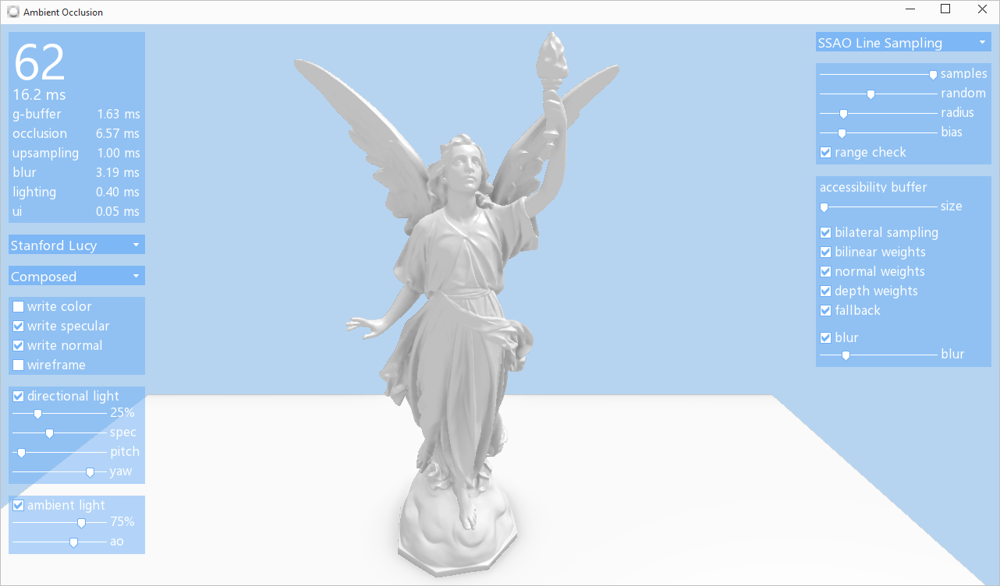 Ambient Occlusion
62
16.2 ms
g-buffer 1.63 ms
occlusion 6.57 ms
upsampling 1.00 ms
blur 3.19 ms
lighting 0.40 ms
ui 0.05 ms
Stanford Lucy
Composed
write color
write specular
write normal
wireframe
directional light
25%
spec
pitch
yaw
ambient light
75%
ao
SSAO Line Sampling
samples
random
radius
bias
range check
accessibility buffer
size
bilateral sampling
bilinear weights
normal weights
depth weights
fallback
blur
blur